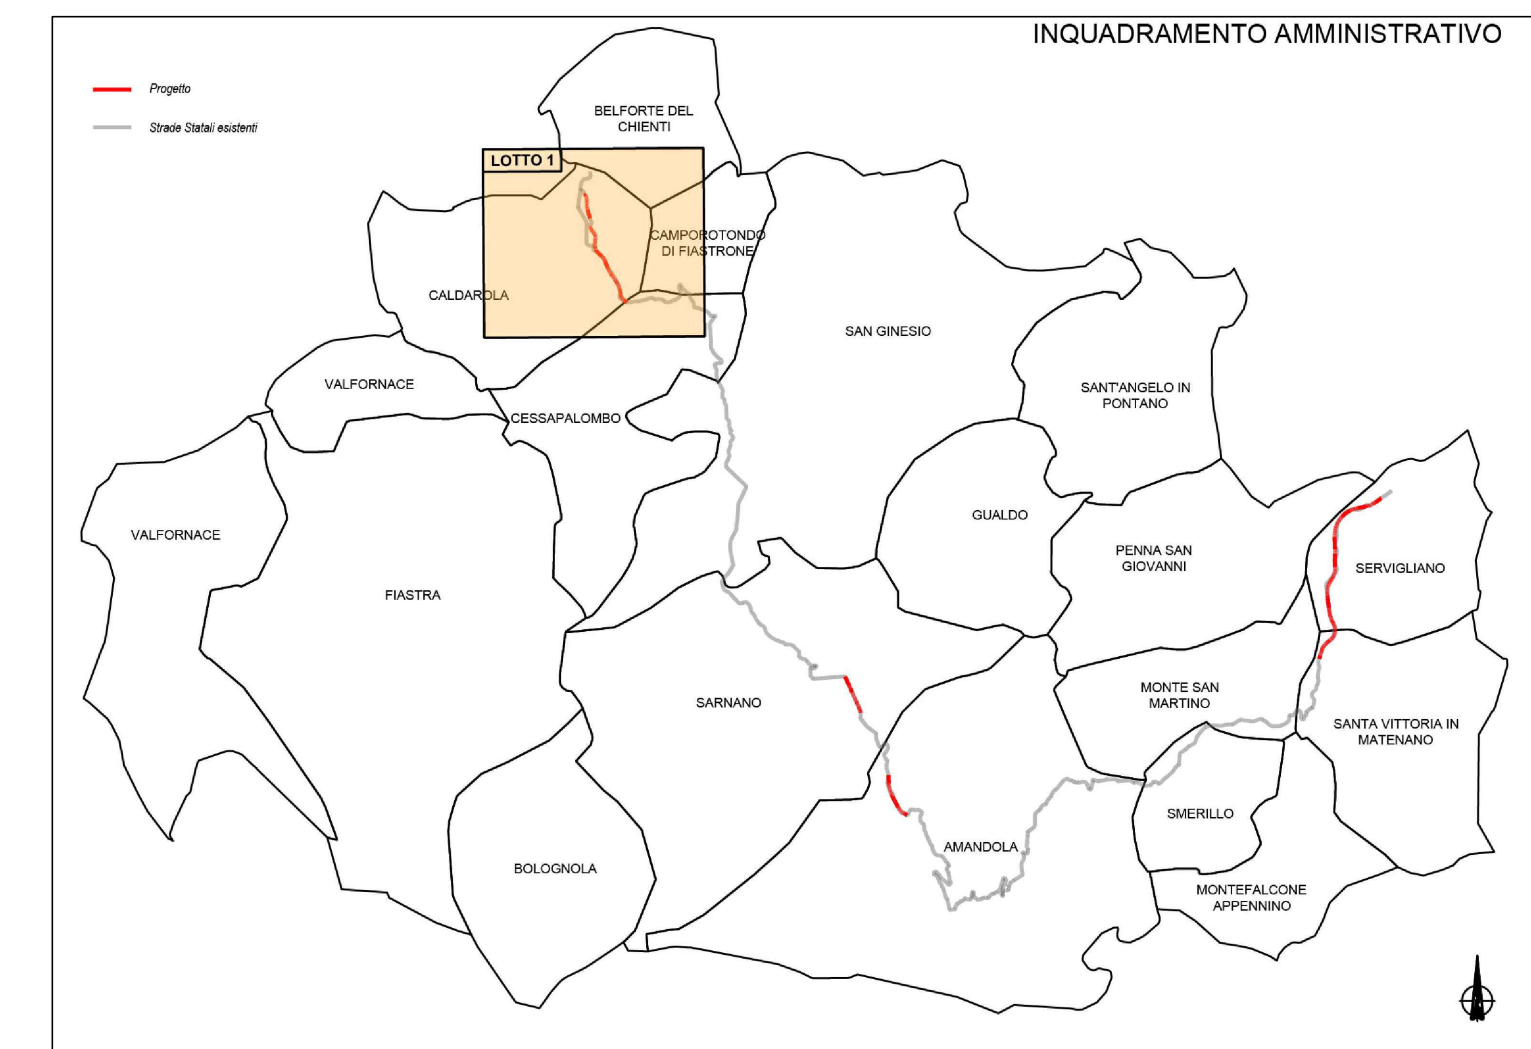 INQUADRAMENTO AMMINISTRATIVO
Progetto
Strade Statali esistenti
BELFORTE DEL
CHIENTI
LOTTO 1
CAMPOROTONDO
DI FIASTRONE
CALDAROLA
SAN GINESIO
VALFORNACE
CESSAPALOMBO
SANT'ANGELO IN
PONTANO
VALFORNACE
GUALDO
PENNA SAN
GIOVANNI
SERVIGLIANO
FIASTRA
SARNANO
MONTE SAN
MARTINO
SANTA VITTORIA IN
MATENANO
SMERILLO
AMANDOLA
BOLOGNOLA
MONTEFALCONE
APPENNINO